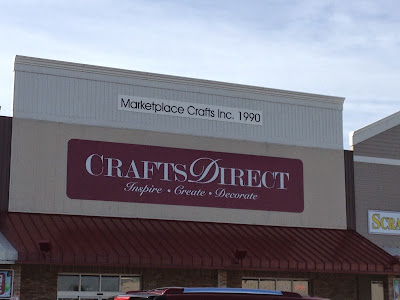 Marketplace Crafts Inc. 1990
CRAFTSDIRECT
Inspire • Create • Decorate